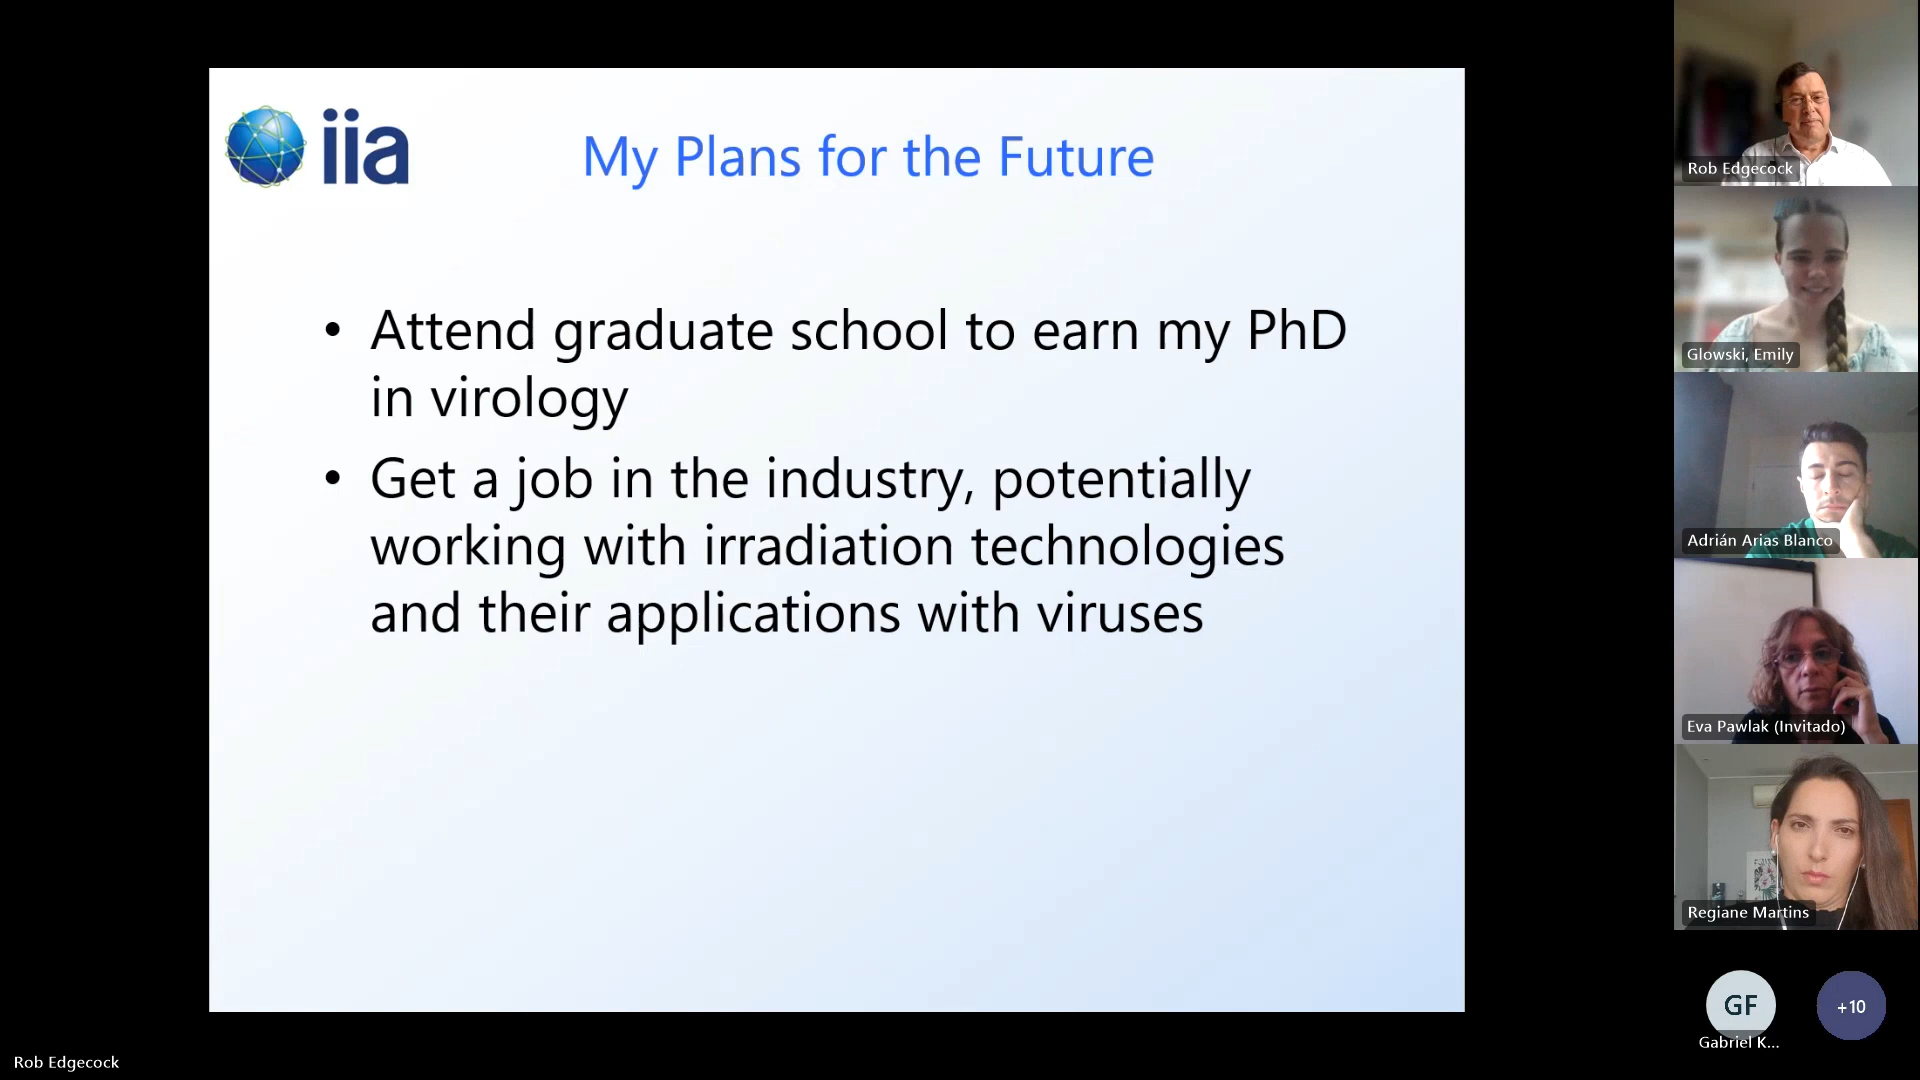 iia
My Plans for the Future
• Attend graduate school to earn my PhD
in virology
• Get a job in the industry, potentially
working with irradiation technologies
and their applications with viruses
Rob Edgecock
Glowski, Emily
Adrián Arias Blanco
Eva Pawlak (Invitado)
Regiane Martins
GF
+10
Gabriel K...
Rob Edgecock